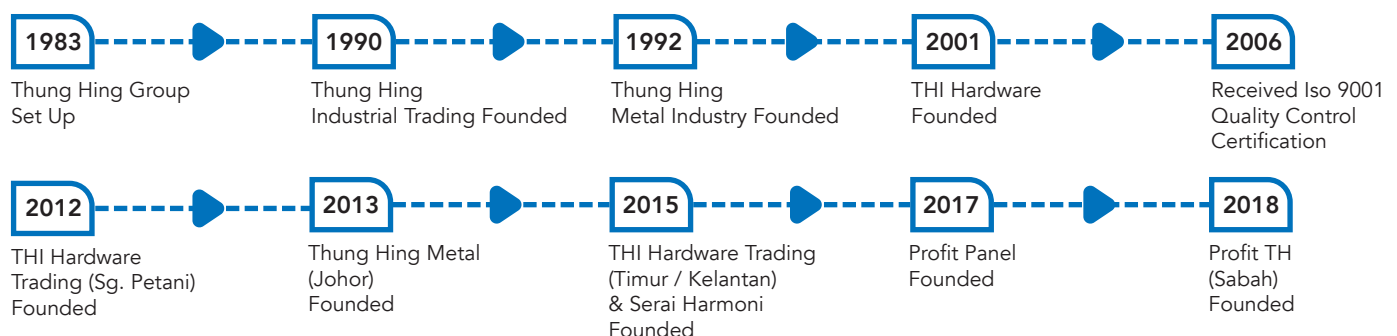 1983
Thung Hing Group
Set Up
1990
Thung Hing
Industrial Trading Founded
1992
Thung Hing
Metal Industry Founded
2001
THI Hardware
Founded
2006
Received Iso 9001
Quality Control
Certification
2012
THI Hardware
Trading (Sg. Petani)
Founded
2013
Thung Hing Metal
(Johor)
Founded
2015
THI Hardware Trading
(Timur / Kelantan)
& Serai Harmoni
Founded
2017
Profit Panel
Founded
2018
Profit TH
(Sabah)
Founded